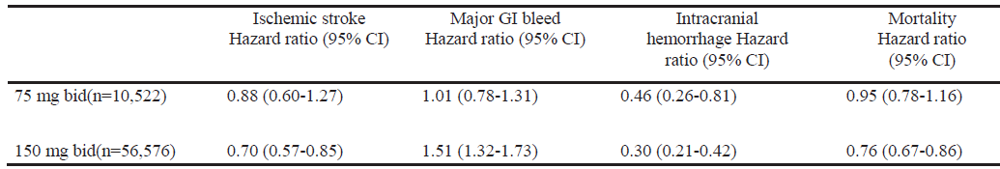 Ischemic stroke Major GI bleed Intracranial Mortality
Hazard ratio (95% CI) Hazard ratio (95% CI) hemorrhage Hazard Hazard ratio
ratio (95% CI) (95% CI)
75 mg bid(n=10,522) 0.88 (0.60-1.27) 1.01 (0.78-1.31) 0.46 (0.26-0.81) 0.95 (0.78-1.16)
150 mg bid(n=56,576) 0.70 (0.57-0.85) 1.51 (1.32-1.73) 0.30 (0.21-0.42) 0.76 (0.67-0.86)